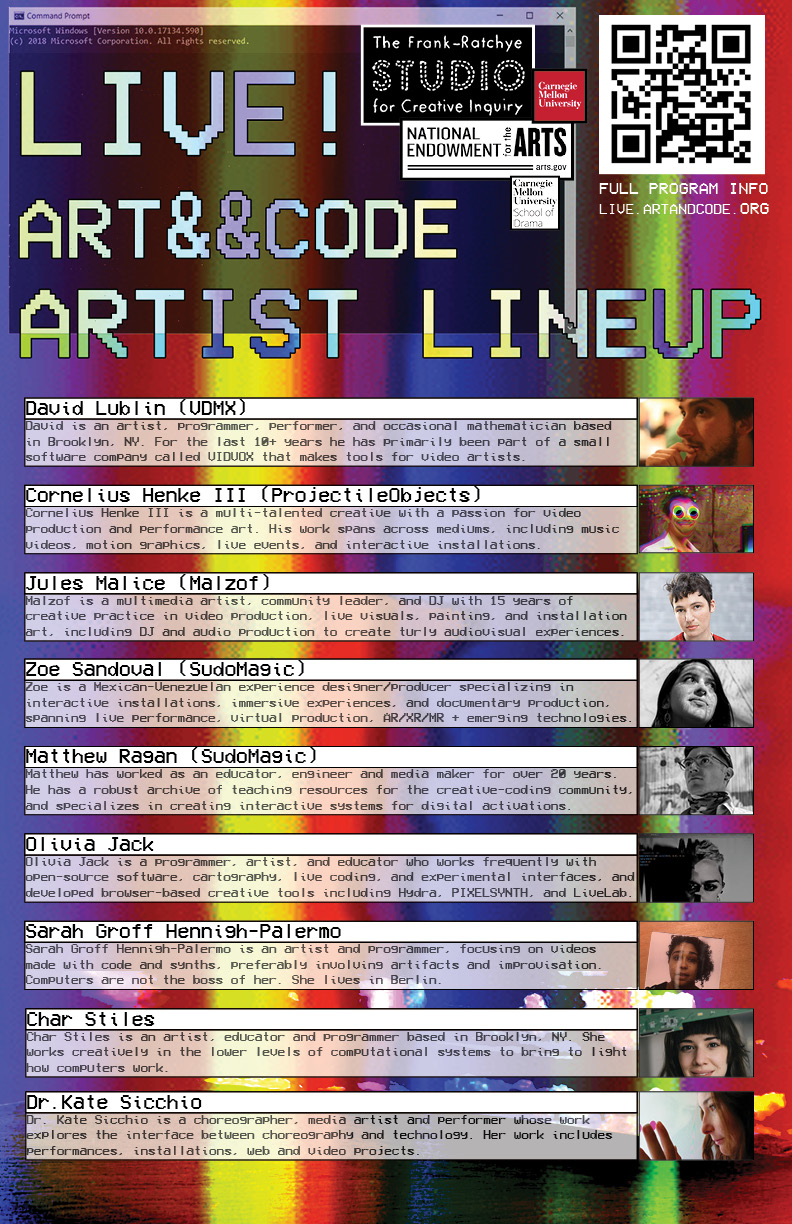 Command Prompt
Microsoft Windows [Version 10.0.17134.590]
(c) 2018 Microsoft Corporation. All rights reserved.
The Frank-Ratchye
STUDIO
for Creative Inquiry
Carnegie
Mellon
University
NATIONAL
ENDOWMENT
for the
ARTS
arts.gov
Carnegie
Mellon
University
School of
Drama
FULL PROGRAM INFO
LIVE.ARTANDCODE.ORG
LIVE!
ART&&CODE
ARTIST LINEUP
David Lublin (VDMX)
David is an artist, programmer, performer, and occasional mathematician based
in Brooklyn, NY. For the last 10+ years he has primarily been part of a small
software company called VIDVOX that makes tools for video artists.
Cornelius Henke III (ProjectileObjects)
Cornelius Henke III is a multi-talented creative with a passion for video
production and performance art. His work spans across mediums, including music
videos, motion graphics, live events, and interactive installations.
Jules Malice (Malzof)
Malzof is a multimedia artist, community leader, and DJ with 15 years of
creative practice in video production, live visuals, painting, and installation
art, including DJ and audio production to create turly audiovisual experiences.
Zoe Sandoval (SudoMagic)
Zoe is a Mexican-Venezuelan experience designer/producer specializing in
interactive installations, immersive experiences, and documentary production,
spanning live performance, virtual production, AR/XR/MR + emerging technologies.
Matthew Ragan (SudoMagic)
Matthew has worked as an educator, engineer and media maker for over 20 years.
He has a robust archive of teaching resources for the creative-coding community,
and specializes in creating interactive systems for digital activations.
Olivia Jack
Olivia Jack is a programmer, artist, and educator who works frequently with
open-source software, cartography, live coding, and experimental interfaces, and
developed browser-based creative tools including Hydra, PIXELSYNTH, and LiveLab.
Sarah Groff Hennigh-Palermo
Sarah Groff Hennigh-Palermo is an artist and programmer, focusing on videos
made with code and synths, preferably involving artifacts and improvisation.
Computers are not the boss of her. She lives in Berlin.
Char Stiles
Char Stiles is an artist, educator and programmer based in Brooklyn, NY. She
works creatively in the lower levels of computational systems to bring to light
how computers work.
Dr.Kate Sicchio
Dr. Kate Sicchio is a choreographer, media artist and performer whose work
explores the interface between choreography and technology. Her work includes
performances, installations, web and video projects.